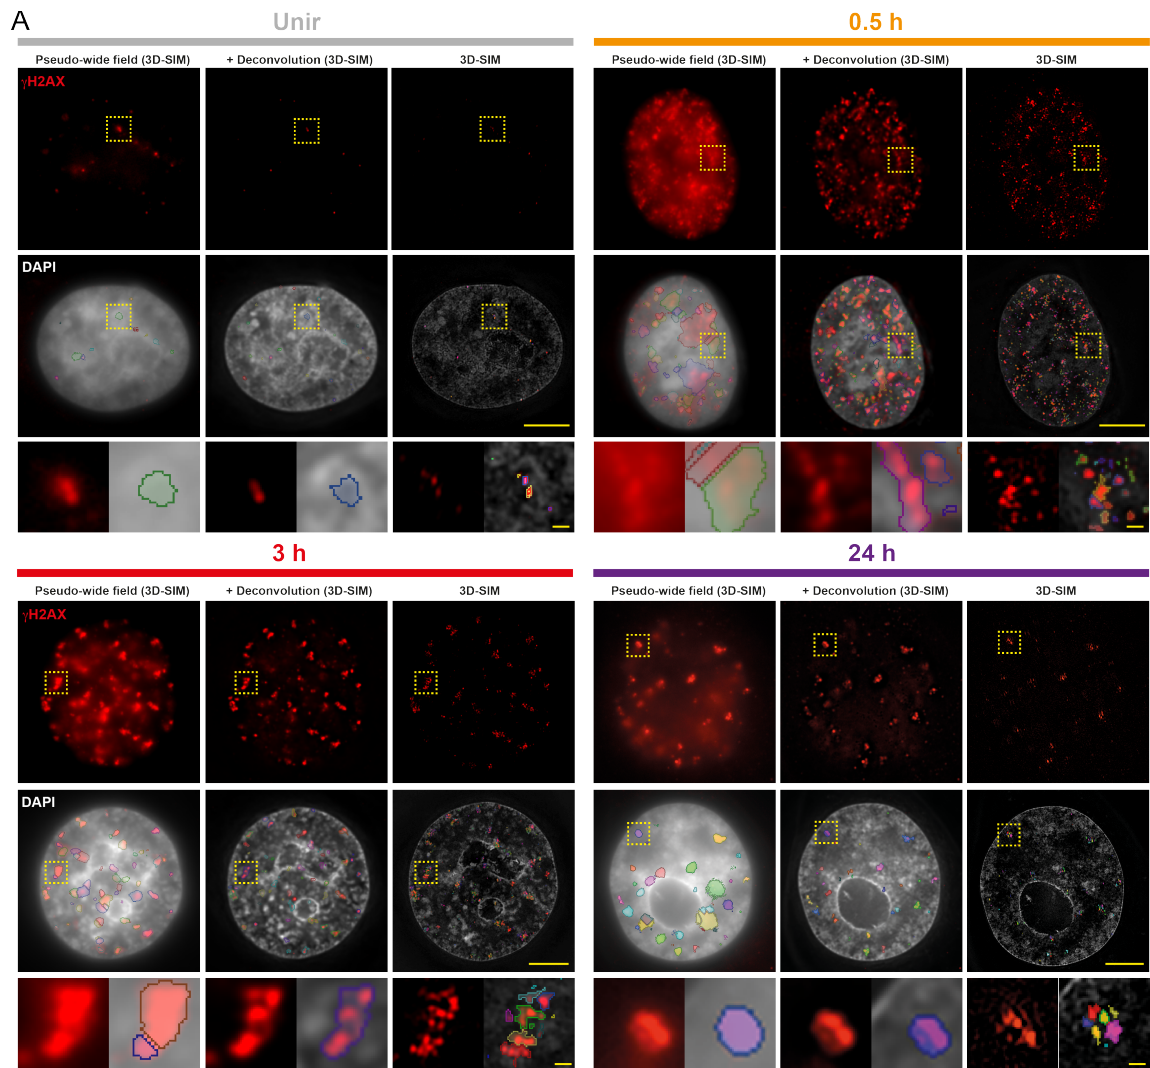 A
Unir
0.5 h
Pseudo-wide field (3D-SIM)
+ Deconvolution (3D-SIM)
3D-SIM
Pseudo-wide field (3D-SIM)
+ Deconvolution (3D-SIM)
3D-SIM
γH2AX
DAPI
3 h
24 h
Pseudo-wide field (3D-SIM)
+ Deconvolution (3D-SIM)
3D-SIM
Pseudo-wide field (3D-SIM)
+ Deconvolution (3D-SIM)
3D-SIM
γH2AX
DAPI